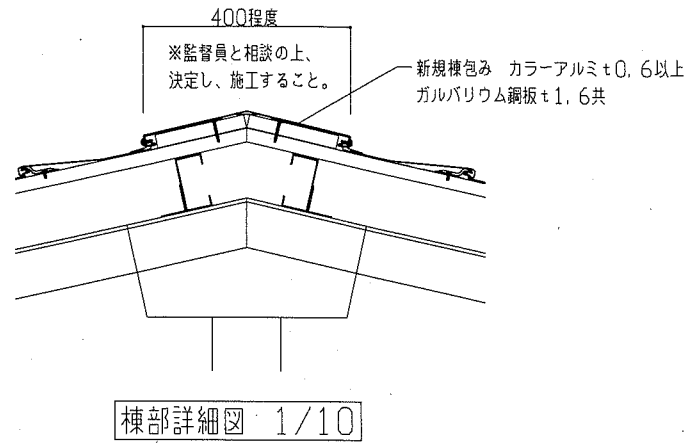 400程度
※監督員と相談の上、
決定し、施工すること。
新規棟包み カラーアルミt0,6以上
ガルバリウム鋼板t1,6共
棟部詳細図 1/10